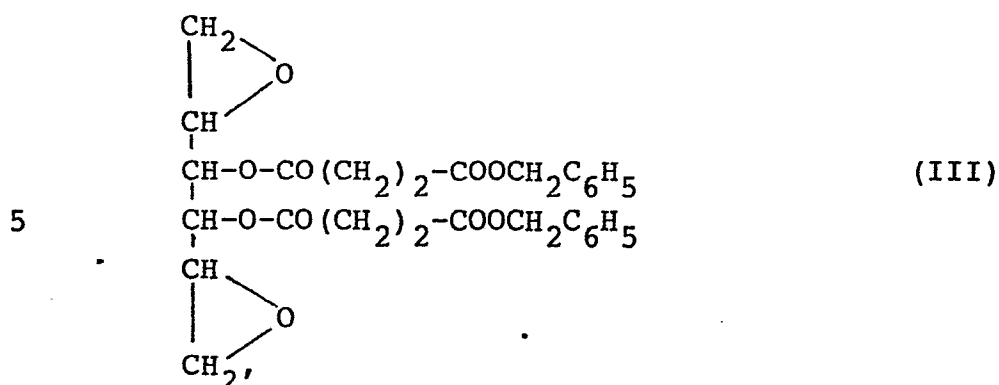 CH2
O
CH
CH-O-CO(CH2)2-COOCH2C6H5 (III)
5 CH-O-CO(CH2)2-COOCH2C6H5
CH
O
CH2,